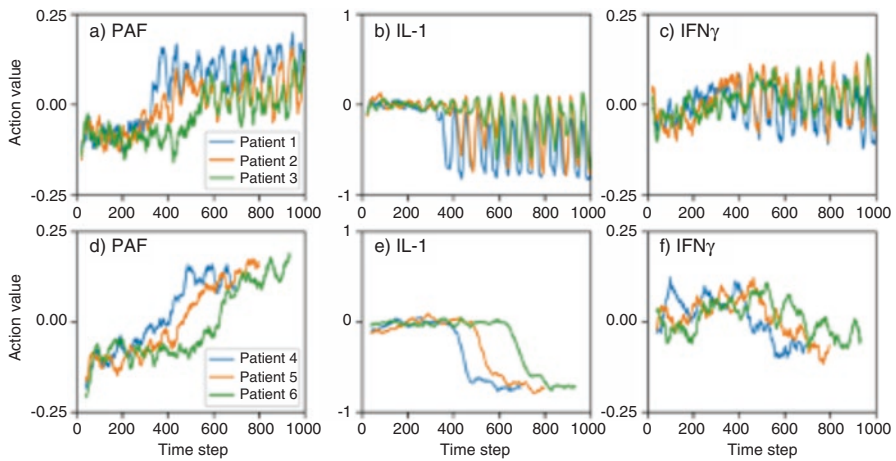 a) PAF
b) IL-1
c) IFNγ
Action value
0.25
0.00
-0.25
Patient 1
Patient 2
Patient 3
0 200 400 600 800 1000
1
0
-1
0 200 400 600 800 1000
0.25
0.00
-0.25
0 200 400 600 800 1000
d) PAF
e) IL-1
f) IFNγ
Action value
0.25
0.00
-0.25
Patient 4
Patient 5
Patient 6
0 200 400 600 800 1000
Time step
1
0
-1
0 200 400 600 800 1000
Time step
0.25
0.00
-0.25
0 200 400 600 800 1000
Time step